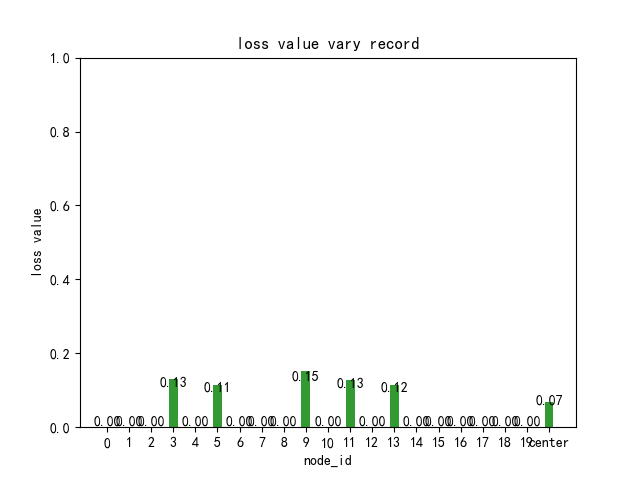 loss value vary record
loss value
1.0
0.8
0.6
0.4
0.2
0.0
0.00 0.00 0.00 0.13 0.00 0.11 0.00 0.00 0.00 0.15 0.00 0.13 0.00 0.12 0.00 0.00 0.00 0.00 0.00 0.00 0.07
0 1 2 3 4 5 6 7 8 9 10 11 12 13 14 15 16 17 18 19 center
node_id